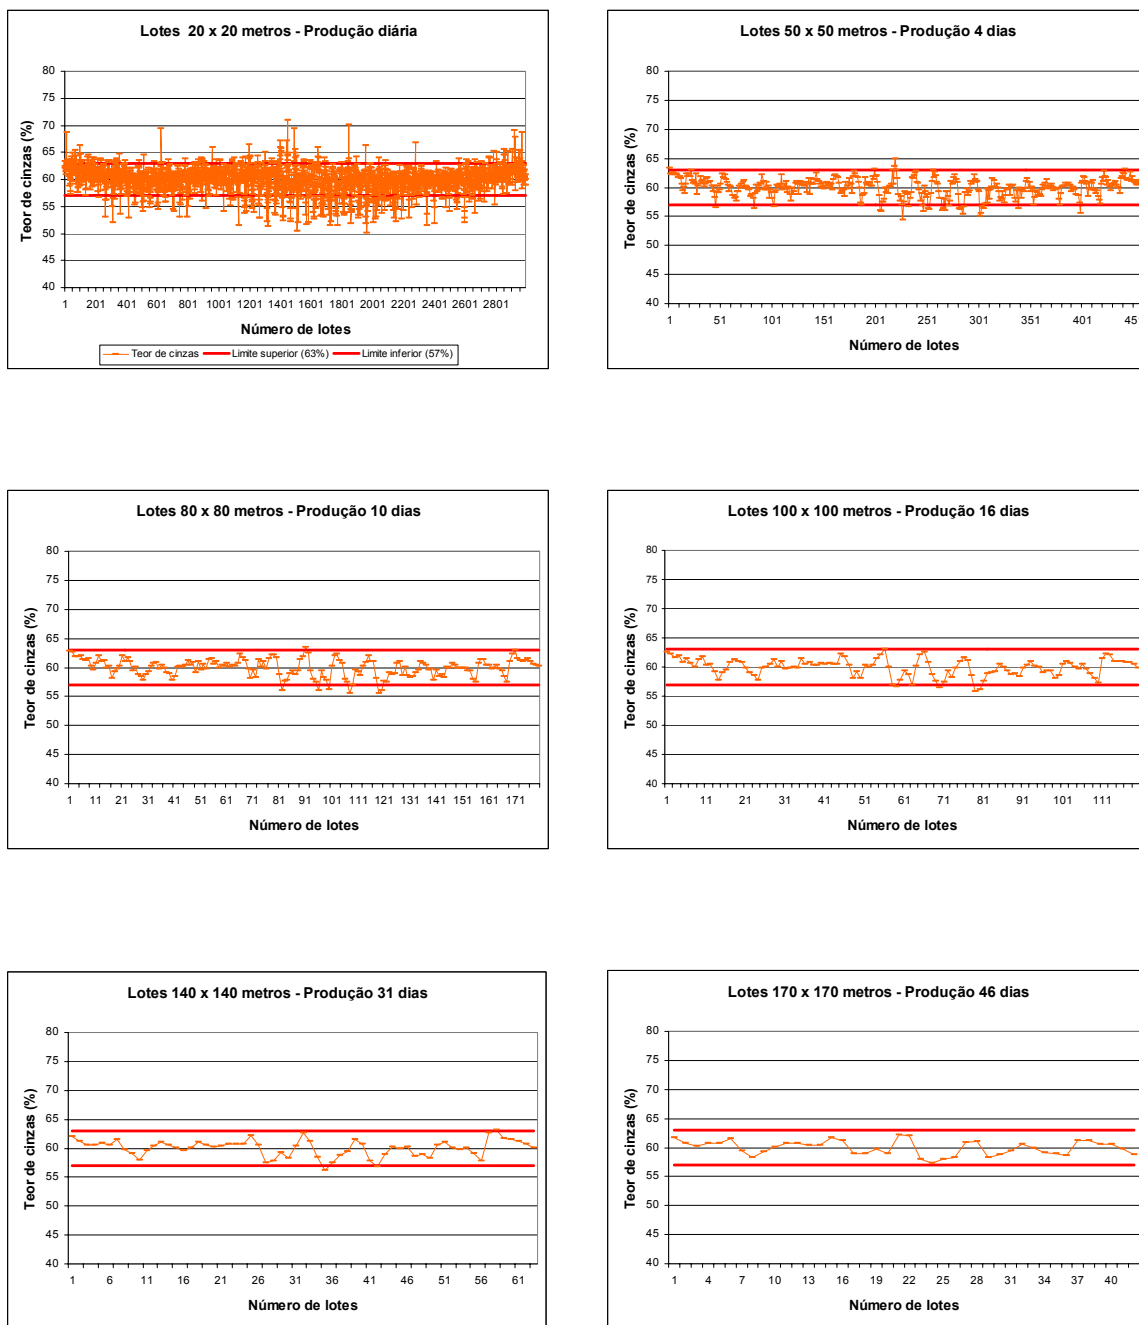 Lotes 20 x 20 metros - Produção diária
Teor de cinzas (%)
80
75
70
65
60
55
50
45
40
1 201 401 601 801 1001 1201 1401 1601 1801 2001 2201 2401 2601 2801
Número de lotes
Teor de cinzas Limite superior (63%) Limite inferior (57%)
Lotes 50 x 50 metros - Produção 4 dias
Teor de cinzas (%)
80
75
70
65
60
55
50
45
40
1 51 101 151 201 251 301 351 401 451
Número de lotes
Lotes 80 x 80 metros - Produção 10 dias
Teor de cinzas (%)
80
75
70
65
60
55
50
45
40
1 11 21 31 41 51 61 71 81 91 101 111 121 131 141 151 161 171
Número de lotes
Lotes 100 x 100 metros - Produção 16 dias
Teor de cinzas (%)
80
75
70
65
60
55
50
45
40
1 11 21 31 41 51 61 71 81 91 101 111
Número de lotes
Lotes 140 x 140 metros - Produção 31 dias
Teor de cinzas (%)
80
75
70
65
60
55
50
45
40
1 6 11 16 21 26 31 36 41 46 51 56 61
Número de lotes
Lotes 170 x 170 metros - Produção 46 dias
Teor de cinzas (%)
80
75
70
65
60
55
50
45
40
1 4 7 10 13 16 19 22 25 28 31 34 37 40
Número de lotes